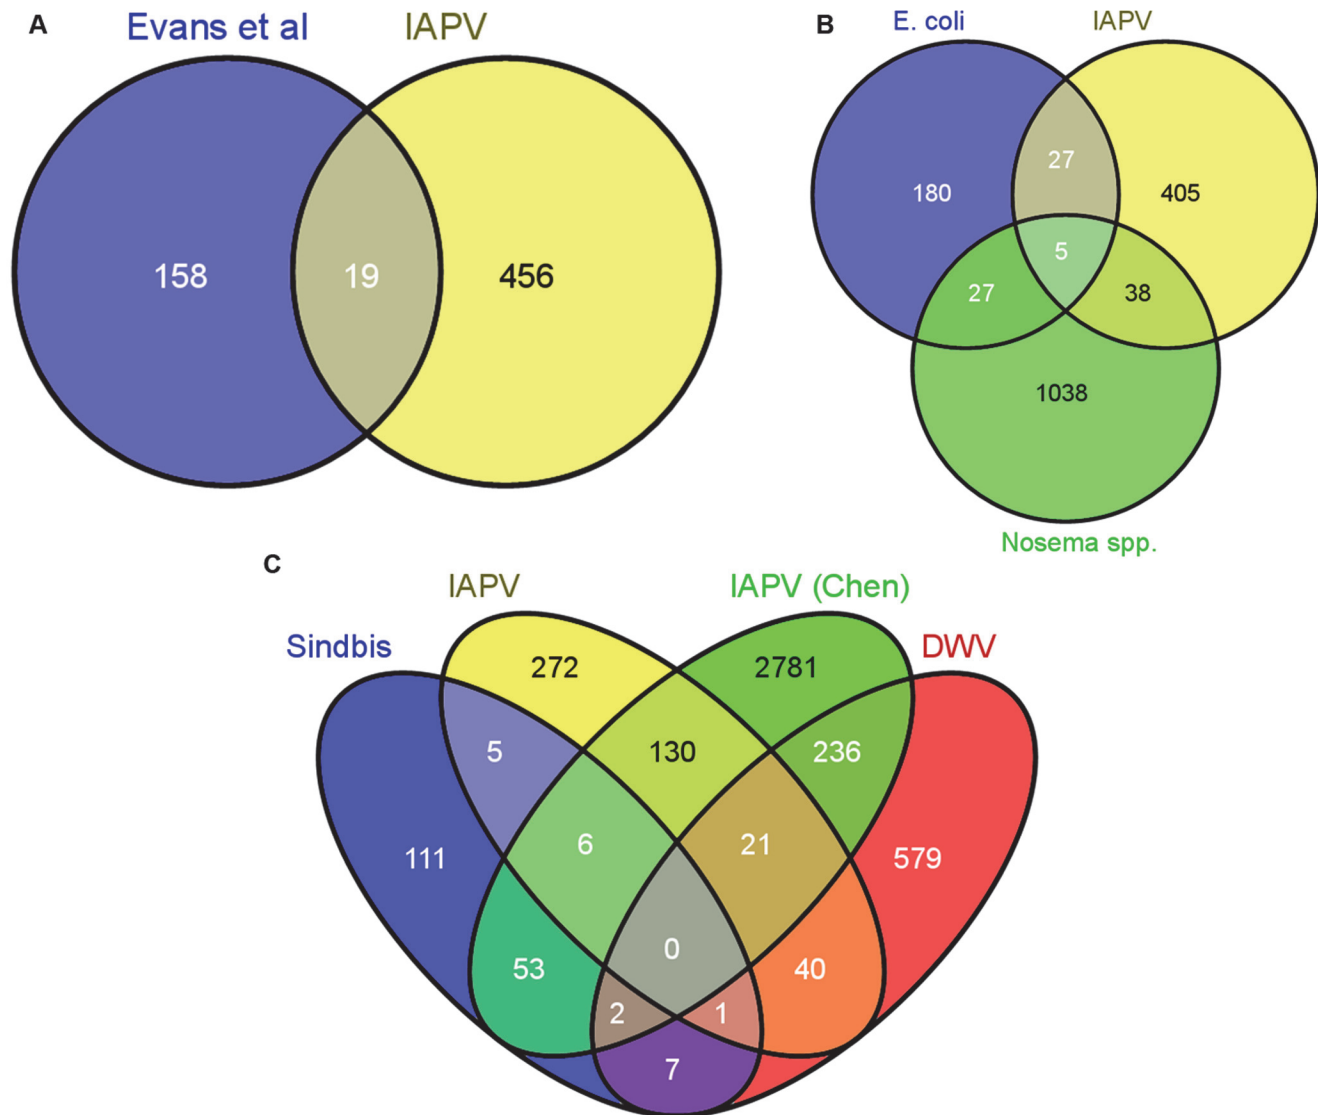 A
Evans et al
IAPV
158
19
456
B
E. coli
IAPV
27
180
405
5
27
38
1038
Nosema spp.
C
IAPV
IAPV (Chen)
Sindbis
DWV
272
2781
5
130
236
111
6
21
579
53
0
40
2
1
7